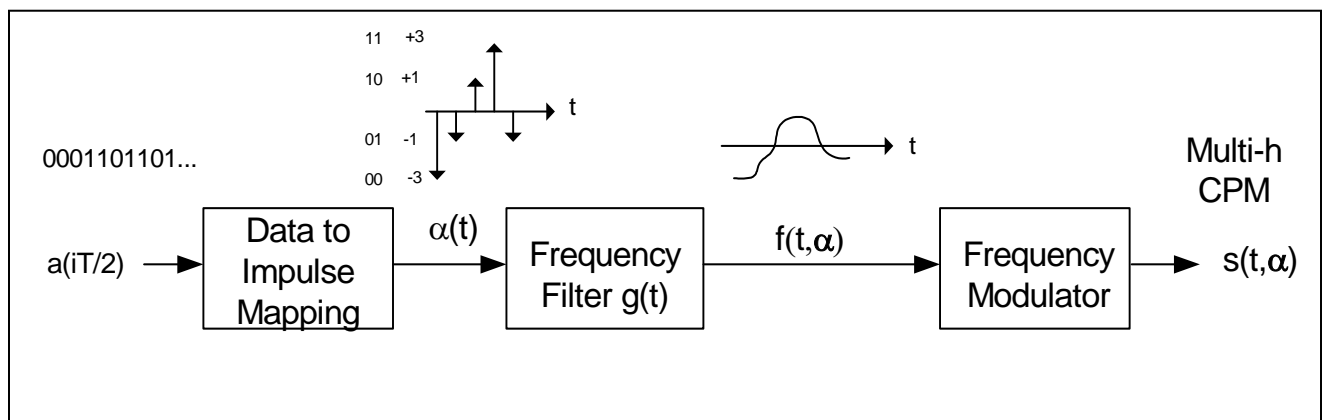 11 +3
10 +1
t
01 -1
00 -3
0001101101...
t
Multi-h
CPM
a(iT/2)
Data to
Impulse
Mapping
α(t)
Frequency
Filter g(t)
f(t,α)
Frequency
Modulator
s(t,α)